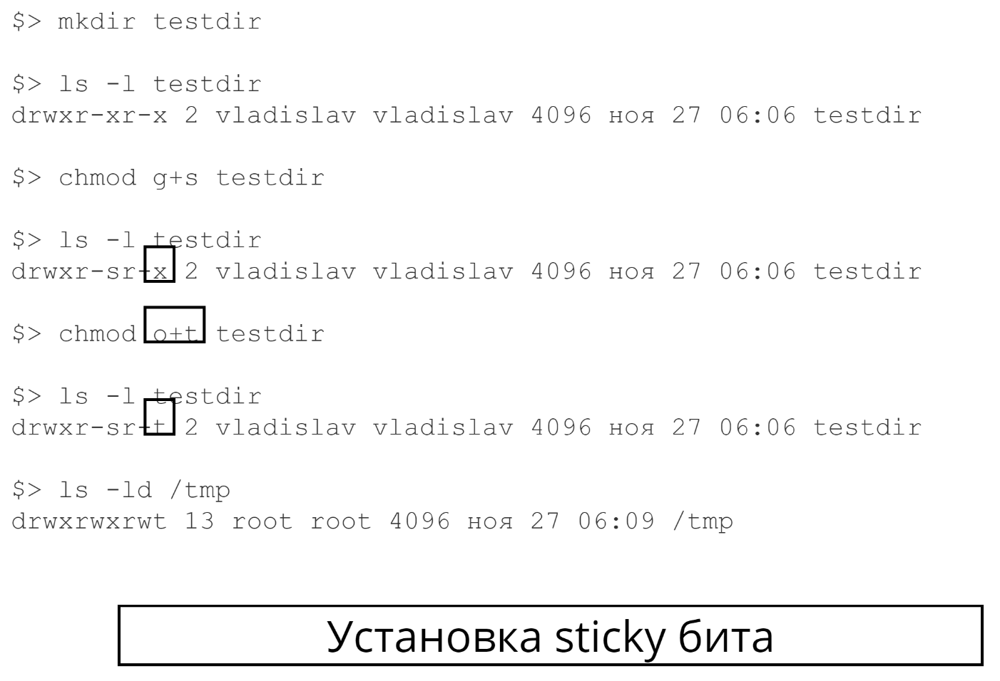 $> mkdir testdir
$> ls -l testdir
drwxr-xr-x 2 vladislav vladislav 4096 ноя 27 06:06 testdir
$> chmod g+s testdir
$> ls -l testdir
drwxr-sr-x 2 vladislav vladislav 4096 ноя 27 06:06 testdir
$> chmod o+t testdir
$> ls -l testdir
drwxr-sr-t 2 vladislav vladislav 4096 ноя 27 06:06 testdir
$> ls -ld /tmp
drwxrwxrwt 13 root root 4096 ноя 27 06:09 /tmp
Установка sticky бита